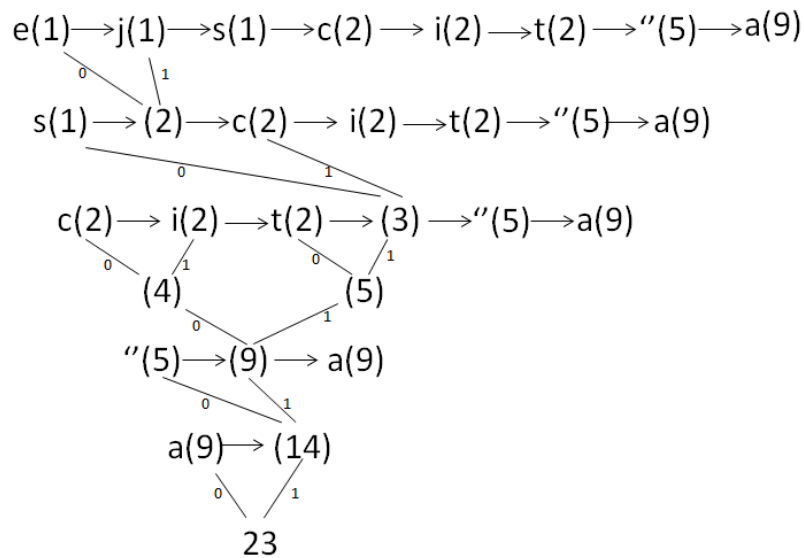 e(1)→j(1)→s(1)→c(2)→i(2)→t(2)→″(5)→a(9)
0 1
s(1)→(2)→c(2)→i(2)→t(2)→″(5)→a(9)
0 1
c(2)→i(2)→t(2)→(3)→″(5)→a(9)
0 1 0 1
(4) (5)
0 1
″(5)→(9)→a(9)
0 1
a(9)→(14)
0 1
23